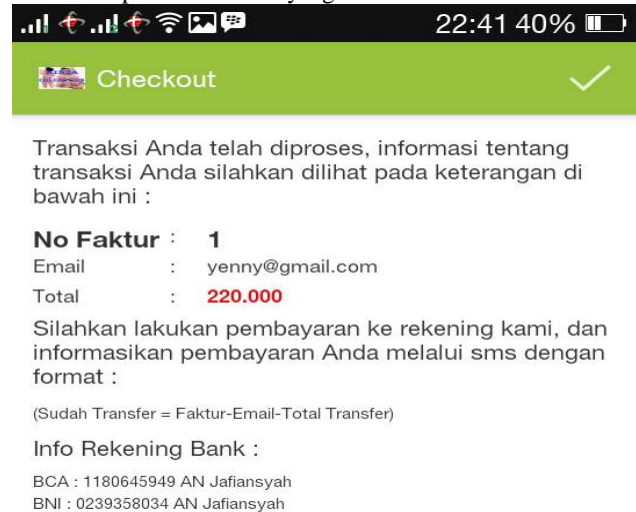 22:41 40%
Checkout
Transaksi Anda telah diproses, informasi tentang
transaksi Anda silahkan dilihat pada keterangan di
bawah ini :
No Faktur : 1
Email : yenny@gmail.com
Total : 220.000
Silahkan lakukan pembayaran ke rekening kami, dan
informasikan pembayaran Anda melalui sms dengan
format :
(Sudah Transfer = Faktur-Email-Total Transfer)
Info Rekening Bank :
BCA : 1180645949 AN Jafiansyah
BNI : 0239358034 AN Jafiansyah